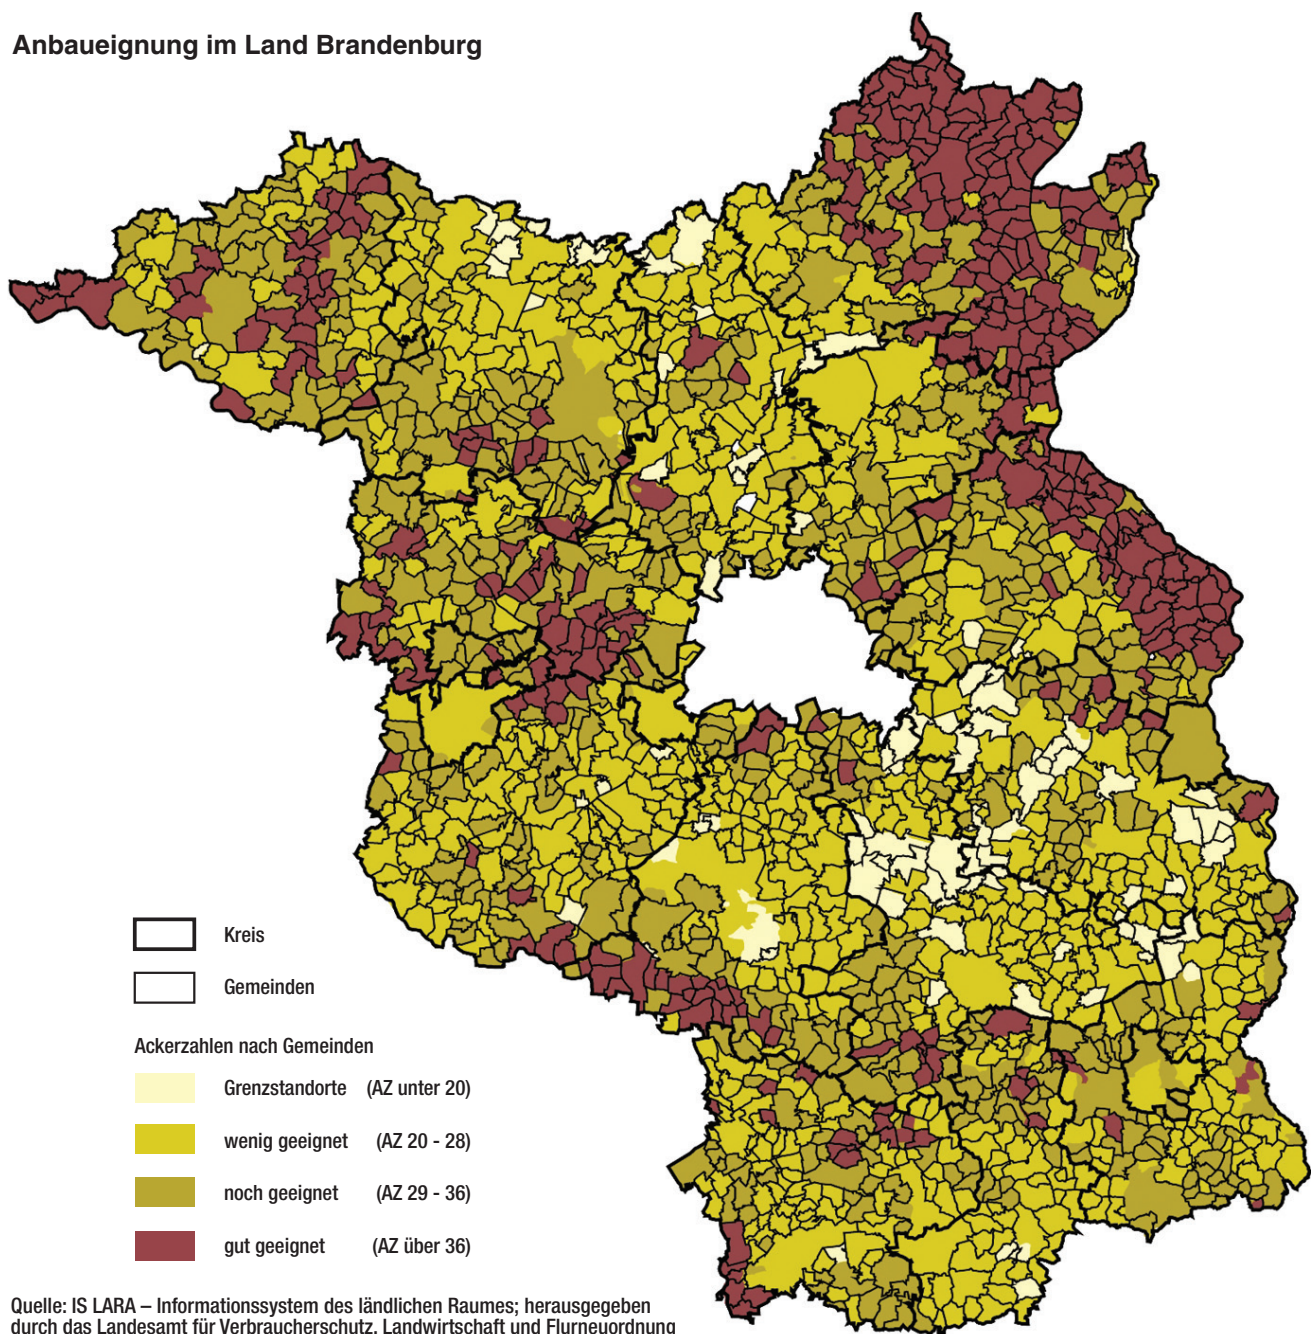 Anbaueignung im Land Brandenburg
Kreis
Gemeinden
Ackerzahlen nach Gemeinden
Grenzstandorte (AZ unter 20)
wenig geeignet (AZ 20 - 28)
noch geeignet (AZ 29 - 36)
gut geeignet (AZ über 36)
Quelle: IS LARA – Informationssystem des ländlichen Raumes; herausgegeben
durch das Landesamt für Verbraucherschutz, Landwirtschaft und Flurneuordnung